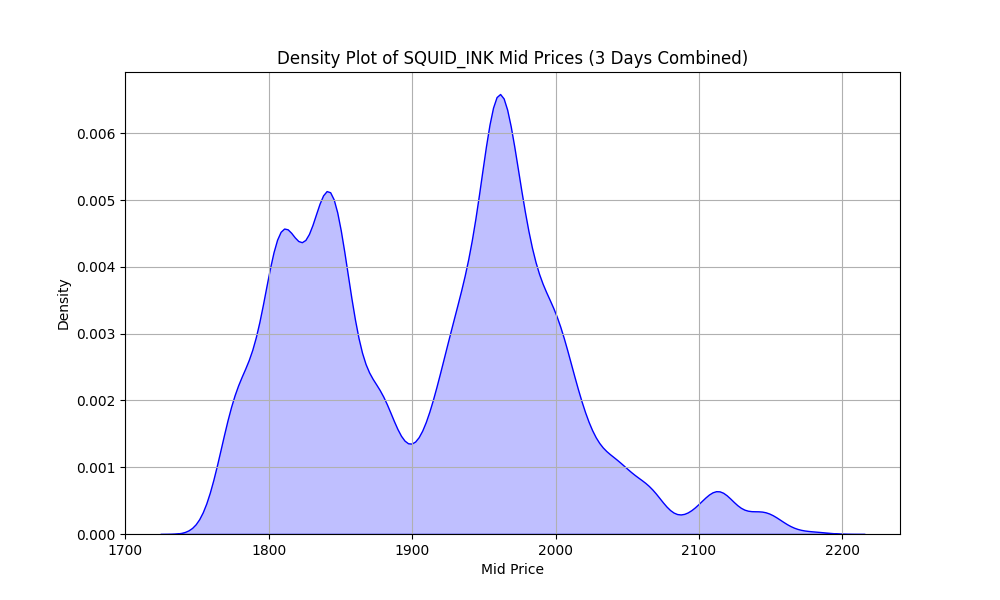 Density Plot of SQUID_INK Mid Prices (3 Days Combined)
Density
0.006
0.005
0.004
0.003
0.002
0.001
0.000
1700 1800 1900 2000 2100 2200
Mid Price